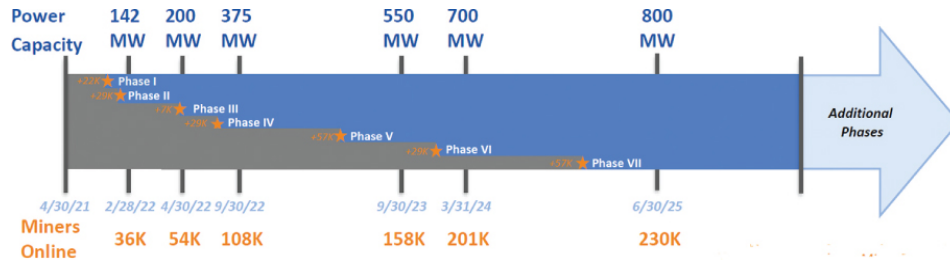 Power Capacity
142 MW
200 MW
375 MW
550 MW
700 MW
800 MW
+22K Phase I
+29K Phase II
Phase III
+29K Phase IV
+57K Phase V
+29K Phase VI
+57K Phase VII
Additional
Phases
4/30/21 2/28/22 4/30/22 9/30/22 9/30/23 3/31/24 6/30/25
Miners Online
36K 54K 108K 158K 201K 230K